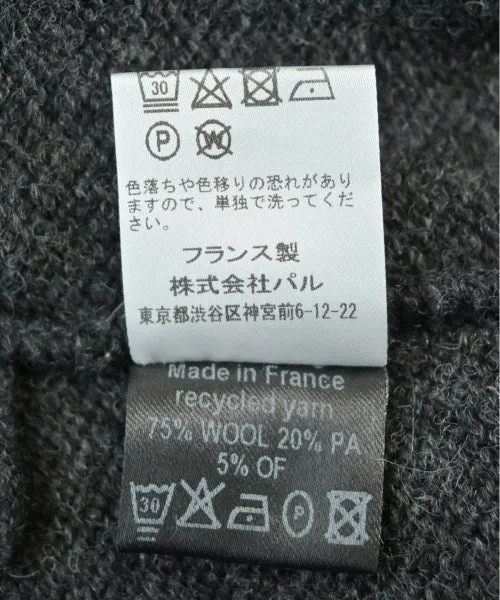 30
P W
色落ちや色移りの恐れがあり
ますので、単独で洗ってくだ
さい。
フランス製
株式会社パル
東京都渋谷区神宮前6-12-22
Made in France
recycled yarn
75% WOOL 20% PA
5% OF
30 P